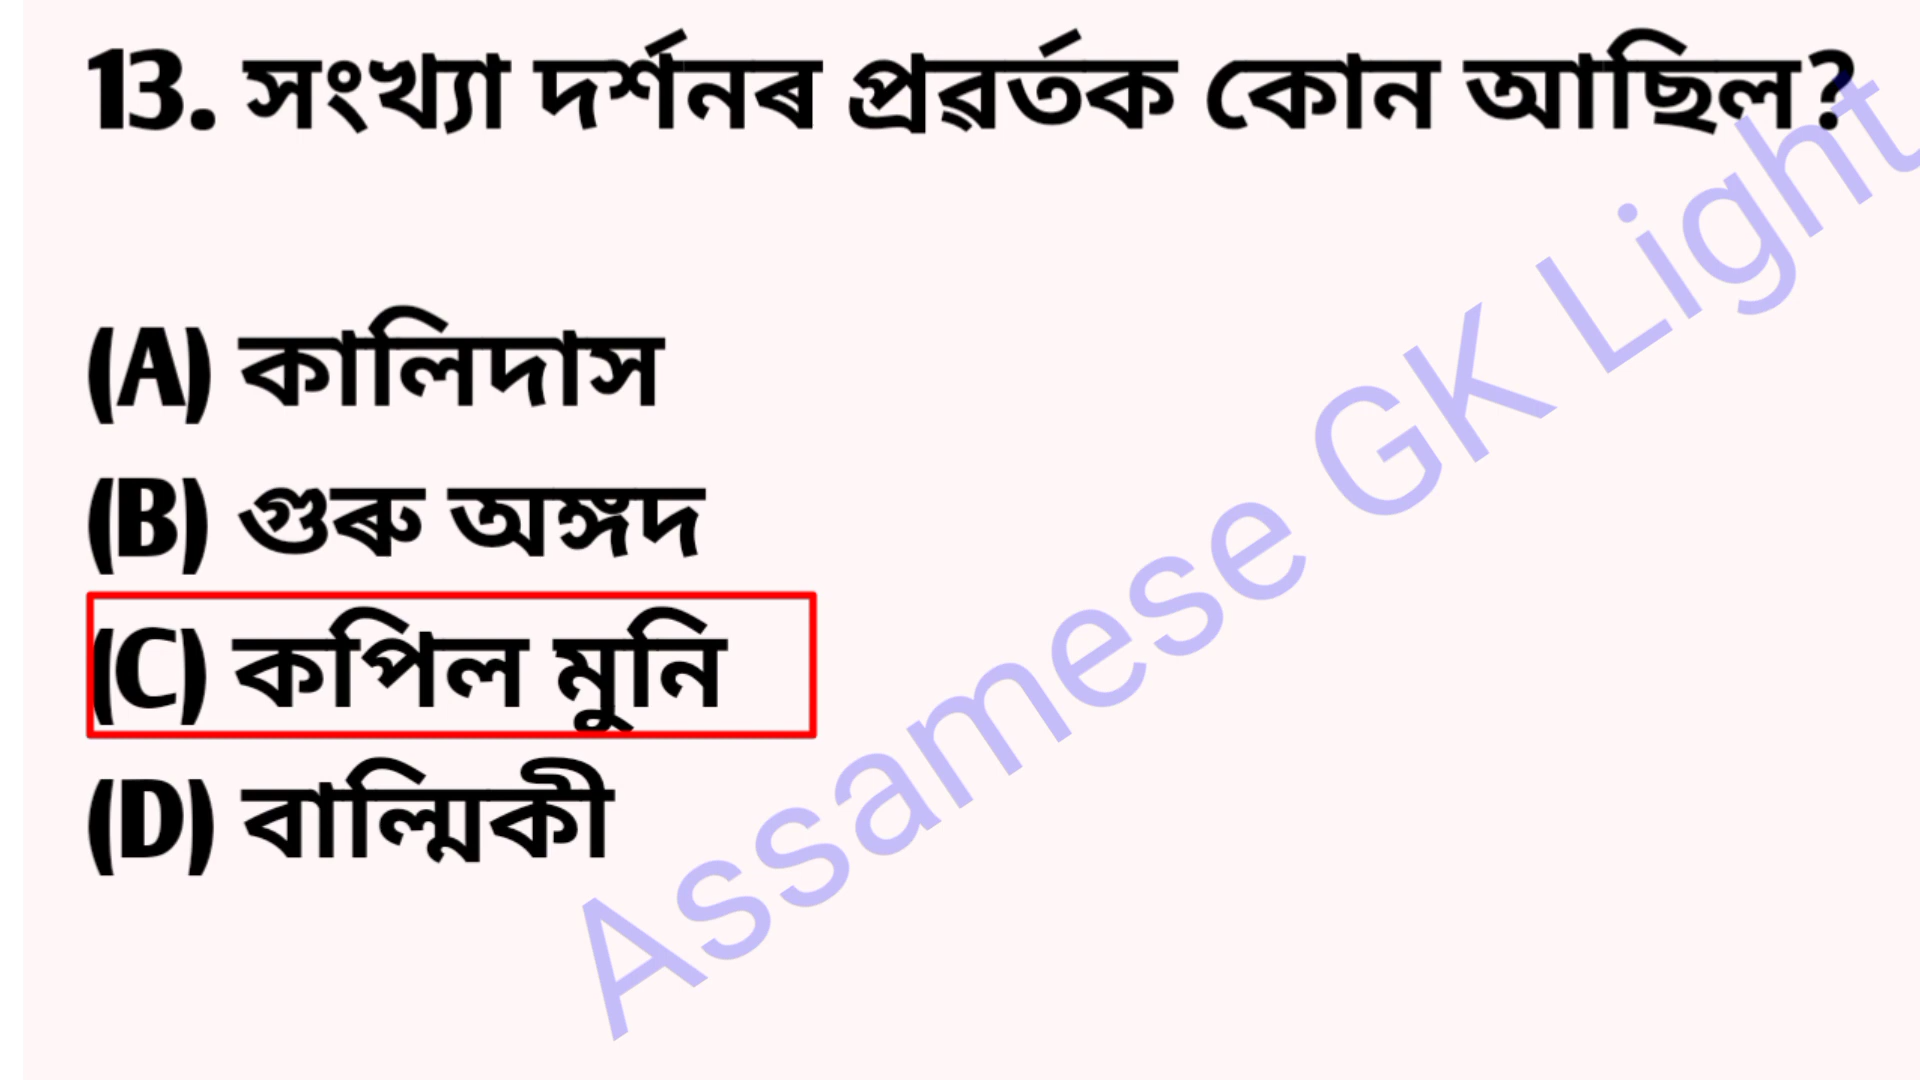 13. সংখ্যা দৰ্শনৰ প্ৰৱৰ্তক কোন আছিল?
(A) কালিদাস
(B) গুৰু অঙ্গদ
(C) কপিল মুনি
(D) বাল্মিকী
Assamese GK Light